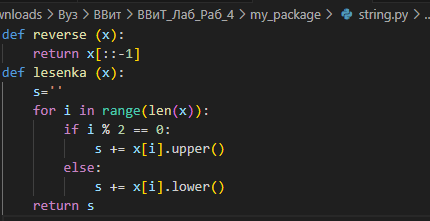 wnloads > Вуз > ВВит > ВВиТ_Лаб_Раб_4 > my_package > string.py > ...
def reverse (x):
    return x[::-1]
def lesenka (x):
    s=''
    for i in range(len(x)):
        if i % 2 == 0:
            s += x[i].upper()
        else:
            s += x[i].lower()
    return s